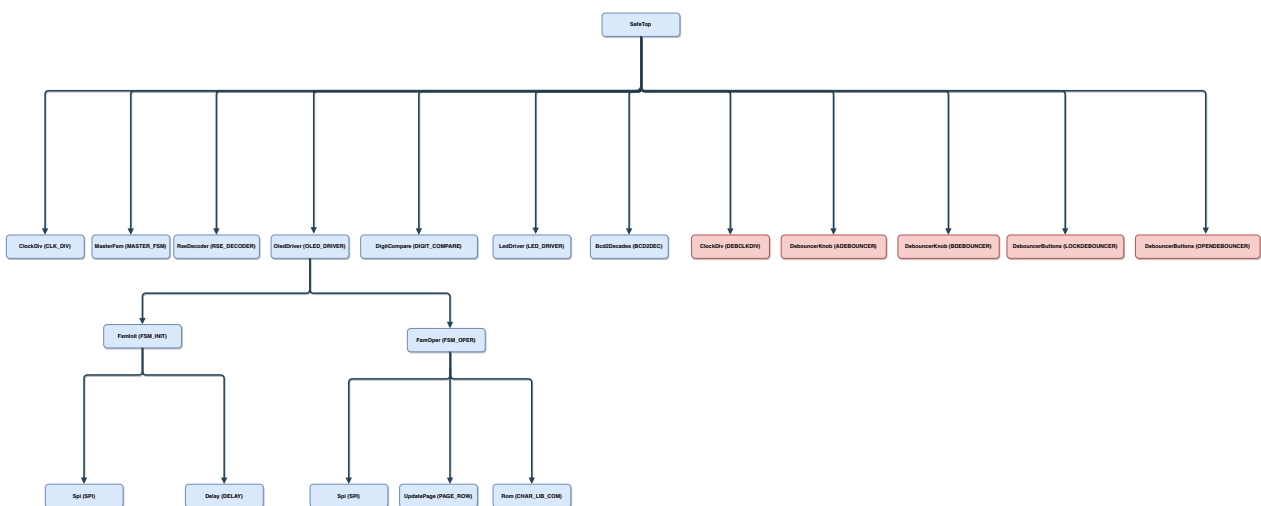 SafeTop
ClockDiv (CLK_DIV)
MasterFsm (MASTER_FSM)
RseDecoder (RSE_DECODER)
OledDriver (OLED_DRIVER)
DigitCompare (DIGIT_COMPARE)
LedDriver (LED_DRIVER)
Bcd2Decades (BCD2DEC)
ClockDiv (DEBCLKDIV)
DebouncerKnob (ADEBOUNCER)
DebouncerKnob (BDEBOUNCER)
DebouncerButtons (LOCKDEBOUNCER)
DebouncerButtons (OPENDEBOUNCER)
FsmInit (FSM_INIT)
FsmOper (FSM_OPER)
Spi (SPI)
Delay (DELAY)
Spi (SPI)
UpdatePage (PAGE_ROW)
Rom (CHAR_LIB_COM)